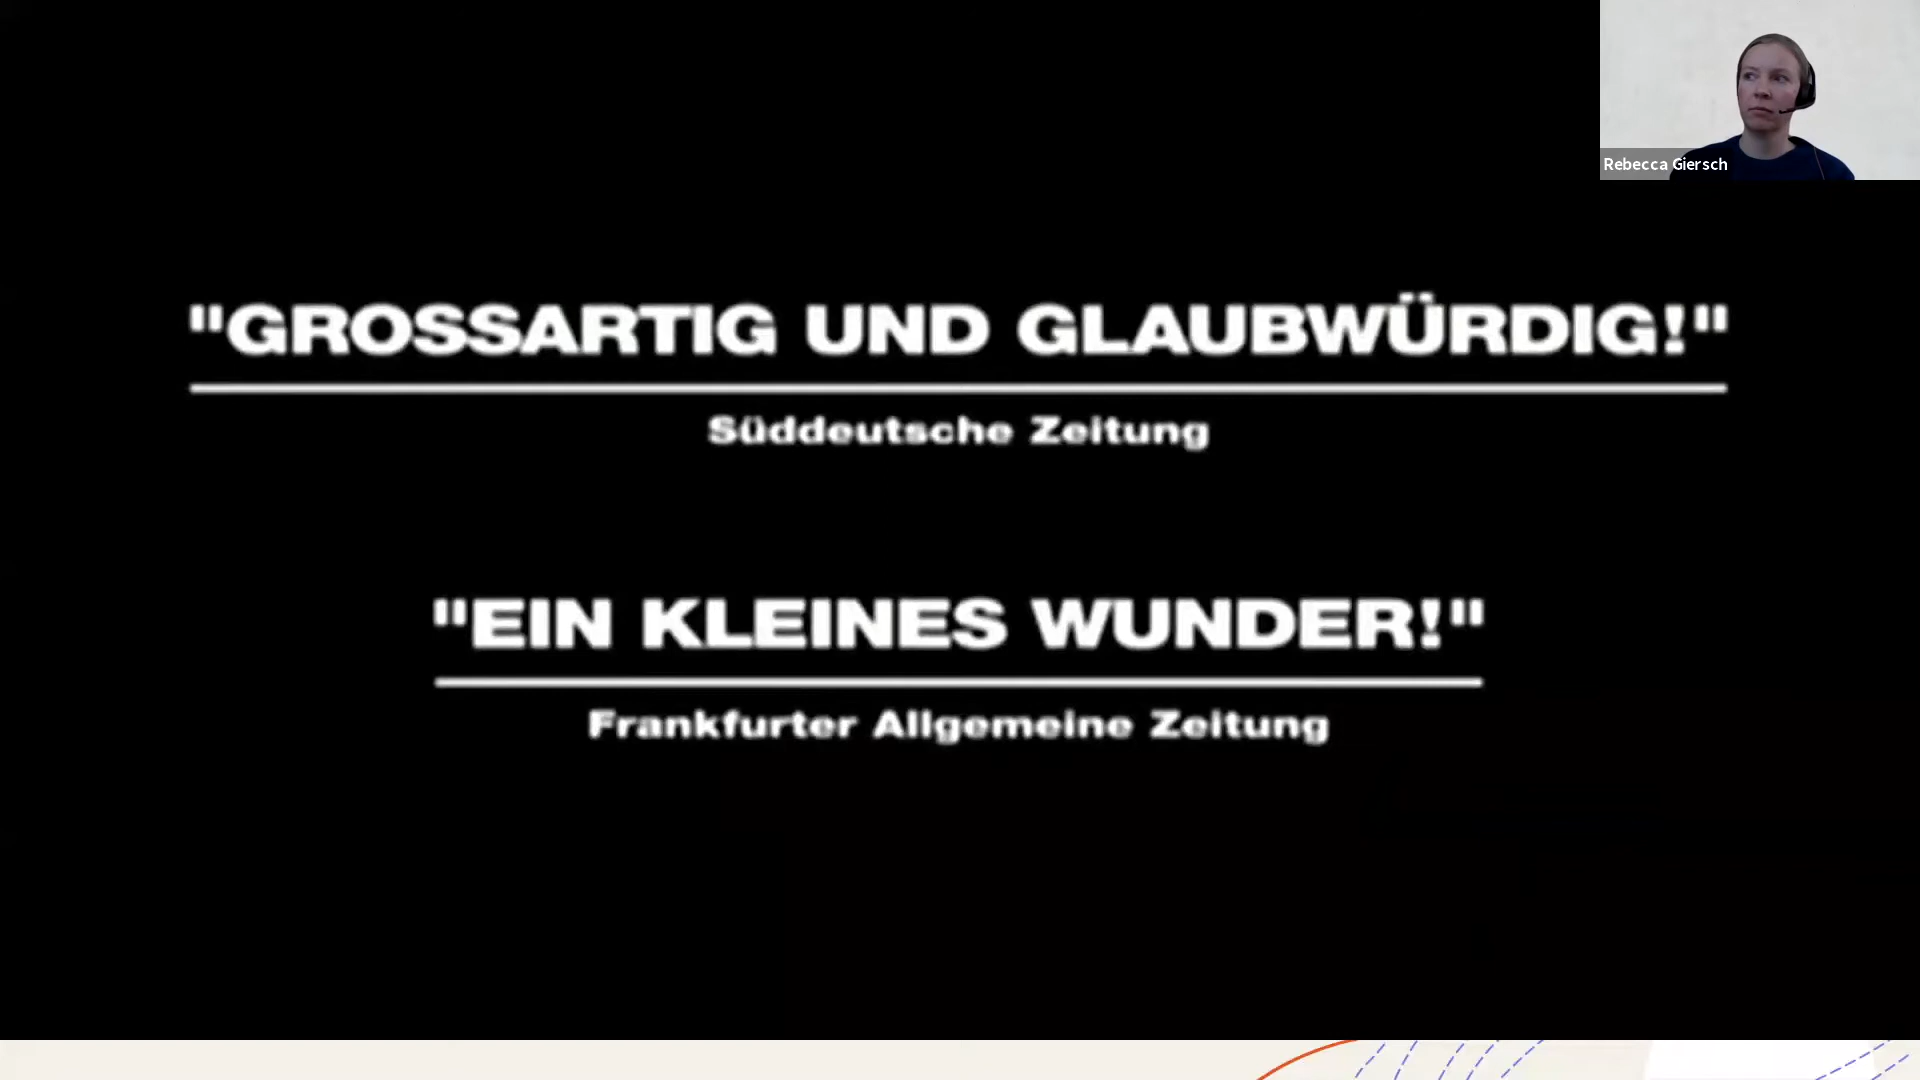 Rebecca Giersch
"GROSSARTIG UND GLAUBWÜRDIG!"
Süddeutsche Zeitung
"EIN KLEINES WUNDER!"
Frankfurter Allgemeine Zeitung